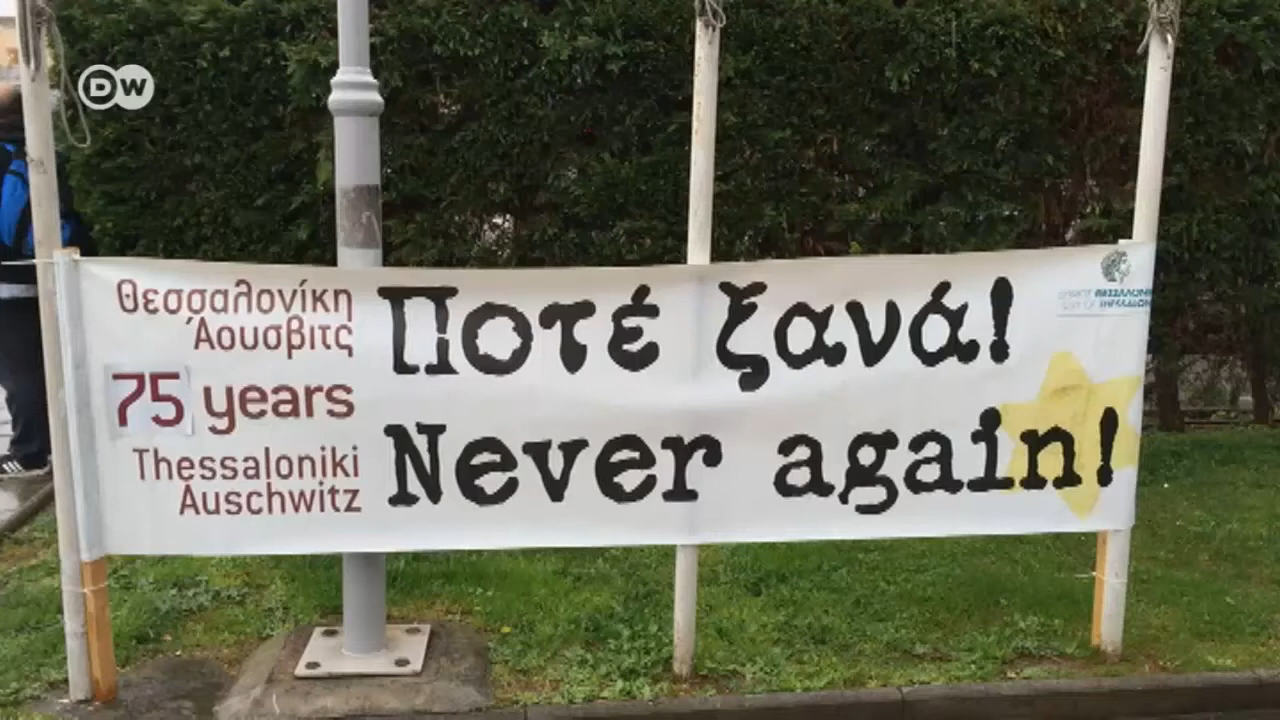 DW
Θεσσαλονίκη
Άουσβιτς
75 years
Thessaloniki
Auschwitz
Ποτέ ξανά!
Never again!